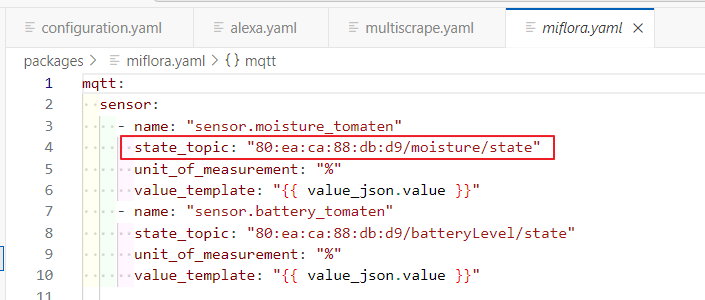 configuration.yaml alexa.yaml multiscrape.yaml miflora.yaml
packages > miflora.yaml > {} mqtt
1 mqtt:
2 sensor:
3 - name: "sensor.moisture_tomaten"
4 state_topic: "80:ea:ca:88:db:d9/moisture/state"
5 unit_of_measurement: "%"
6 value_template: "{{ value_json.value }}"
7 - name: "sensor.battery_tomaten"
8 state_topic: "80:ea:ca:88:db:d9/batteryLevel/state"
9 unit_of_measurement: "%"
10 value_template: "{{ value_json.value }}"
11